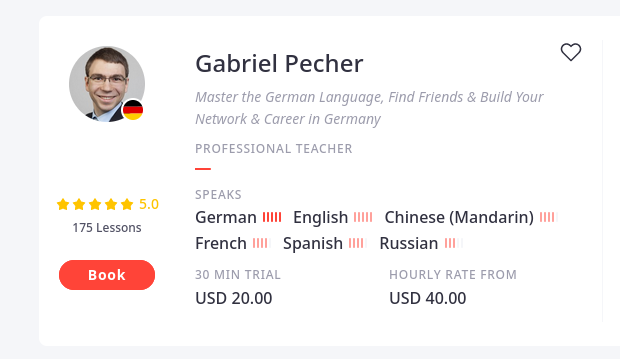 Gabriel Pecher
Master the German Language, Find Friends & Build Your
Network & Career in Germany
PROFESSIONAL TEACHER
5.0
175 Lessons
Book
SPEAKS
German English Chinese (Mandarin)
French Spanish Russian
30 MIN TRIAL HOURLY RATE FROM
USD 20.00 USD 40.00